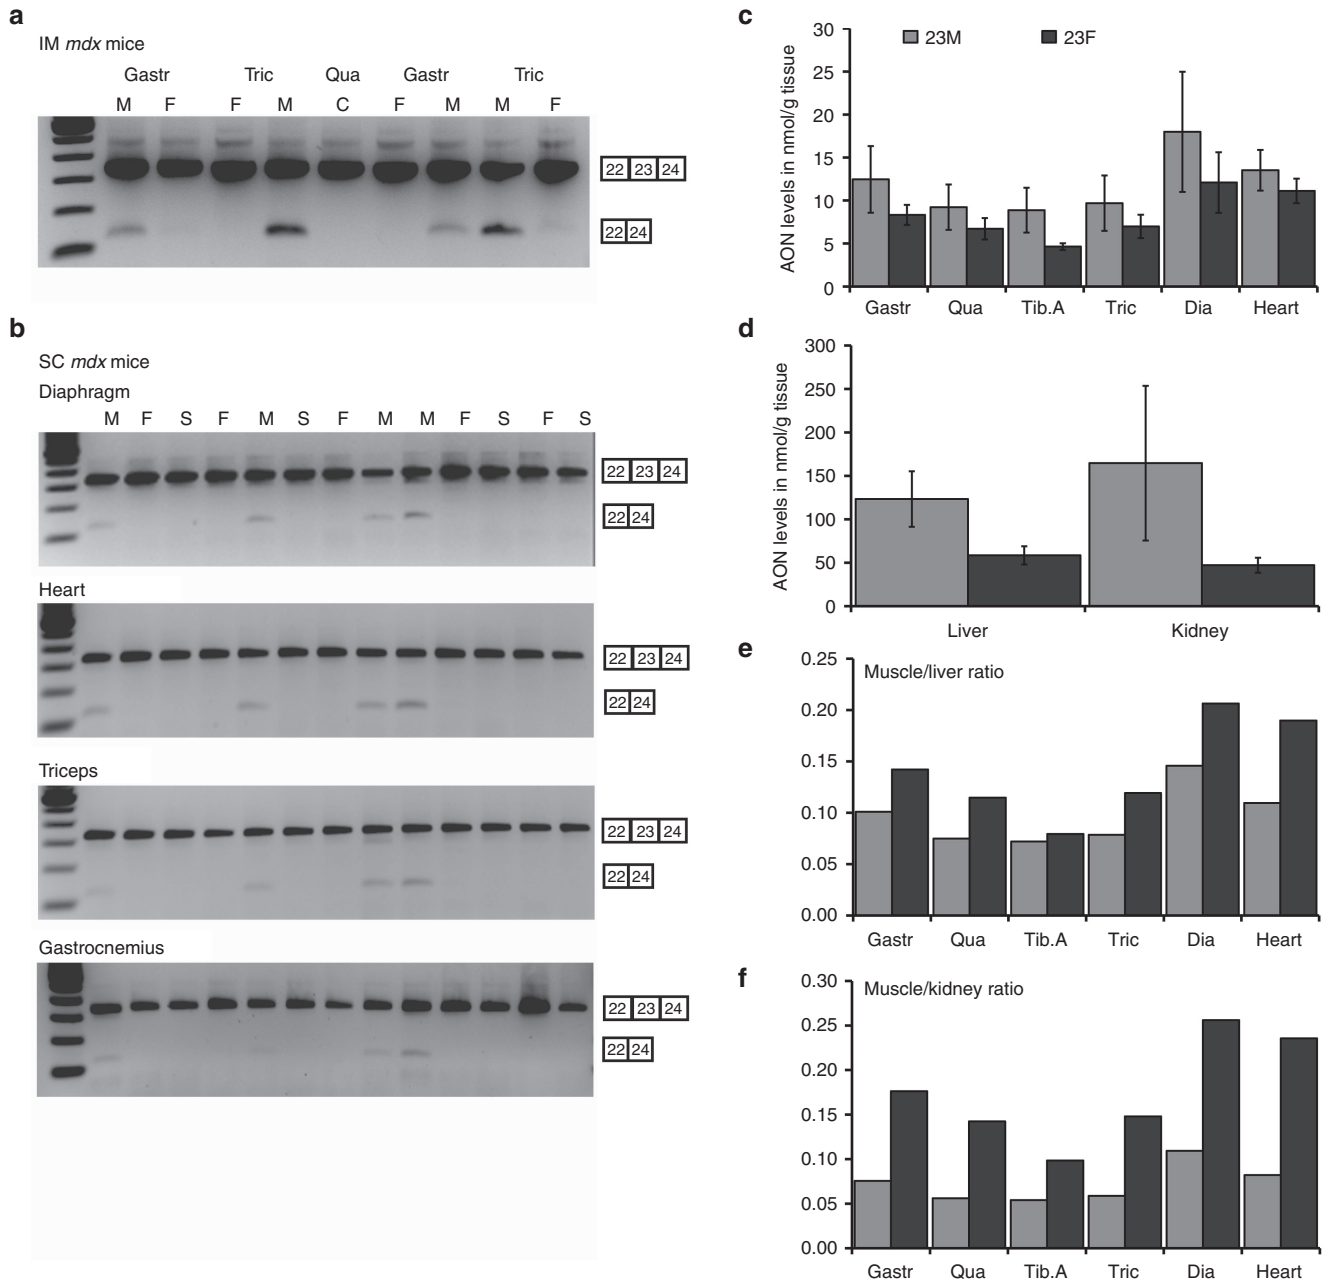 a
IM mdx mice
Gastr Tric Qua Gastr Tric
M F F M C F M M F
22 23 24
22 24
b
SC mdx mice
Diaphragm
M F S F M S F M M F S F S
22 23 24
22 24
Heart
22 23 24
22 24
Triceps
22 23 24
22 24
Gastrocnemius
22 23 24
22 24
c
23M 23F
AON levels in nmol/g tissue
30
25
20
15
10
5
0
Gastr Qua Tib.A Tric Dia Heart
d
AON levels in nmol/g tissue
300
250
200
150
100
50
0
Liver Kidney
e
Muscle/liver ratio
0.25
0.20
0.15
0.10
0.05
0.00
Gastr Qua Tib.A Tric Dia Heart
f
Muscle/kidney ratio
0.30
0.25
0.20
0.15
0.10
0.05
0.00
Gastr Qua Tib.A Tric Dia Heart